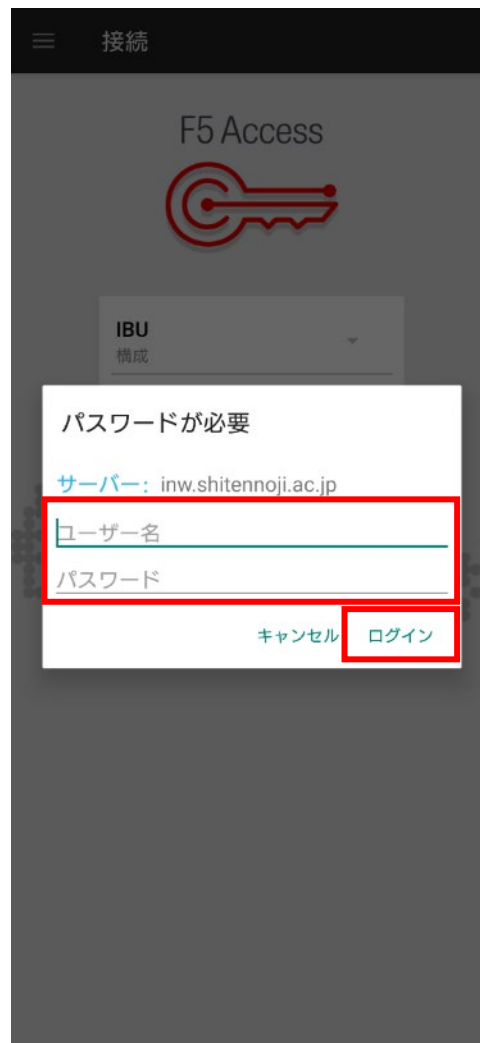 接続
F5 Access
IBU
構成
パスワードが必要
サーバー: inw.shitennoji.ac.jp
ユーザー名
パスワード
キャンセル ログイン